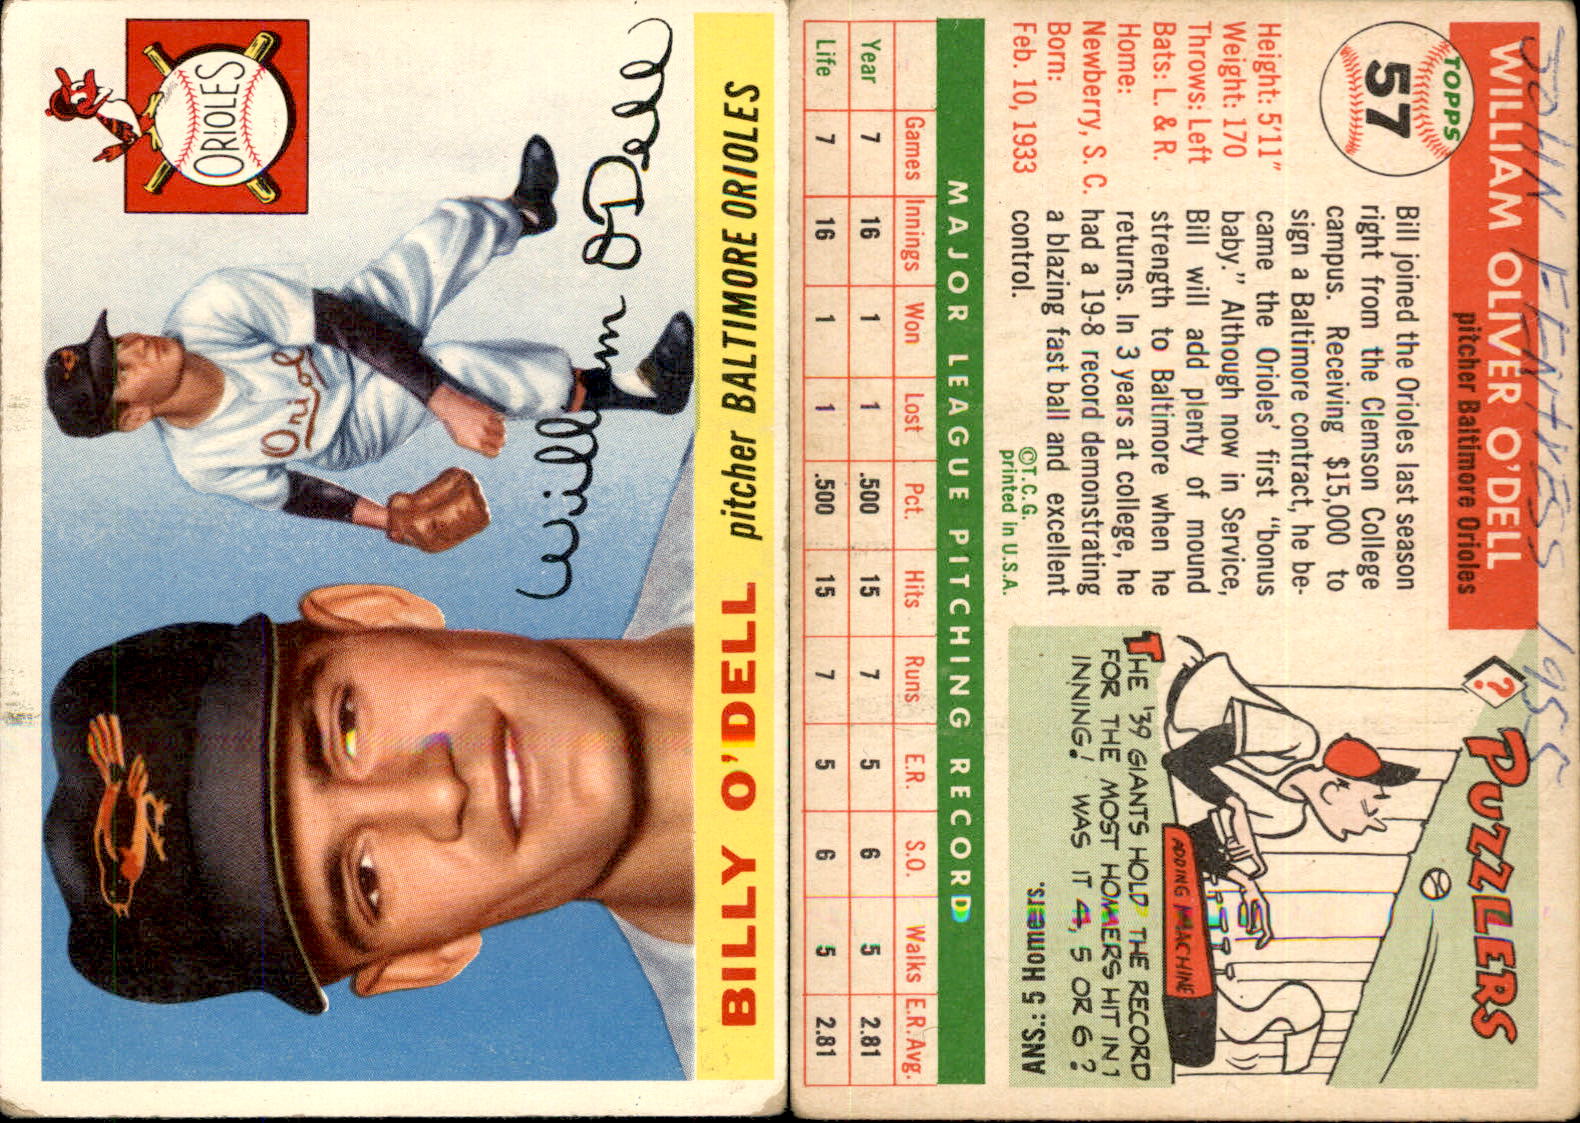 BILLY O'DELL pitcher BALTIMORE ORIOLES
William O'Dell
ORIOLES
Oriol
TOPPS
57
WILLIAM OLIVER O'DELL
pitcher Baltimore Orioles
1955
Height: 5'11"
Weight: 170
Throws: Left
Bats: L. & R.
Home:
Newberry, S. C.
Born:
Feb. 10, 1933
Bill joined the Orioles last season
right from the Clemson College
campus. Receiving $15,000 to
sign a Baltimore contract, he be-
came the Orioles' first "bonus
baby." Although now in Service,
Bill will add plenty of mound
strength to Baltimore when he
returns. In 3 years at college, he
had a 19-8 record demonstrating
a blazing fast ball and excellent
control.
©T.C.G.
printed in U.S.A.
? PUZZLERS
ADDING MACHINE
THE '39 GIANTS HOLD THE RECORD
FOR THE MOST HOMERS HIT IN 1
INNING! WAS IT 4, 5 OR 6?
ANS.: 5 Homers.
MAJOR LEAGUE PITCHING RECORD
Games Innings Won Lost Pct. Hits Runs E.R. S.O. Walks E.R. Avg.
Year 7 16 1 1 .500 15 7 5 6 5 2.81
Life 7 16 1 1 .500 15 7 5 6 5 2.81